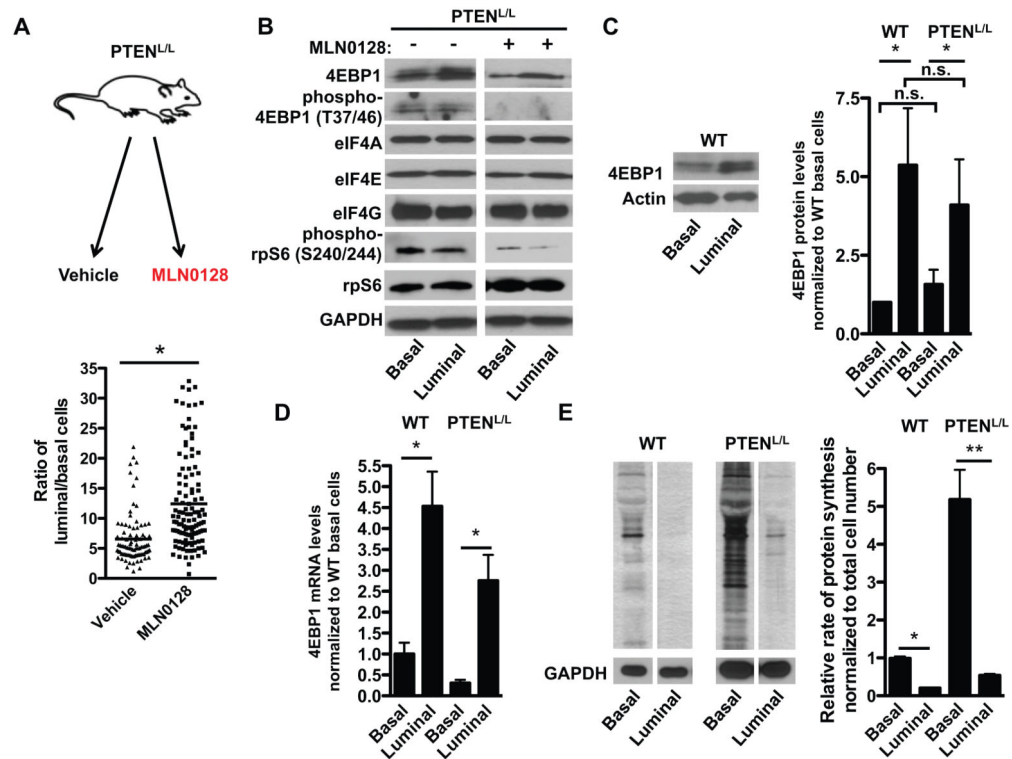 A
PTEN^L/L
Vehicle
MLN0128
*
Ratio of
luminal/basal cells
35
30
25
20
15
10
5
0
Vehicle
MLN0128
B
PTEN^L/L
MLN0128: - - + +
4EBP1
phospho-
4EBP1 (T37/46)
eIF4A
eIF4E
eIF4G
phospho-
rpS6 (S240/244)
rpS6
GAPDH
Basal
Luminal
Basal
Luminal
C
WT
4EBP1
Actin
Basal
Luminal
WT PTEN^L/L
* *
n.s.
n.s.
4EBP1 protein levels
normalized to WT basal cells
7.5
5.0
2.5
0.0
Basal
Luminal
Basal
Luminal
D
WT PTEN^L/L
*
*
4EBP1 mRNA levels
normalized to WT basal cells
5.5
5.0
4.5
4.0
3.5
3.0
2.5
2.0
1.5
1.0
0.5
0.0
Basal
Luminal
Basal
Luminal
E
WT PTEN^L/L
GAPDH
Basal
Luminal
Basal
Luminal
WT PTEN^L/L
**
*
Relative rate of protein synthesis
normalized to total cell number
6
5
4
3
2
1
0
Basal
Luminal
Basal
Luminal